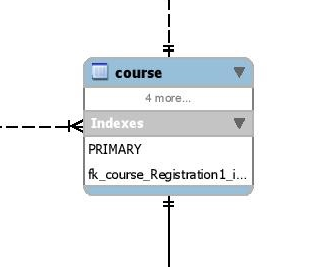 course
4 more...
Indexes
PRIMARY
fk_course_Registration1_i...